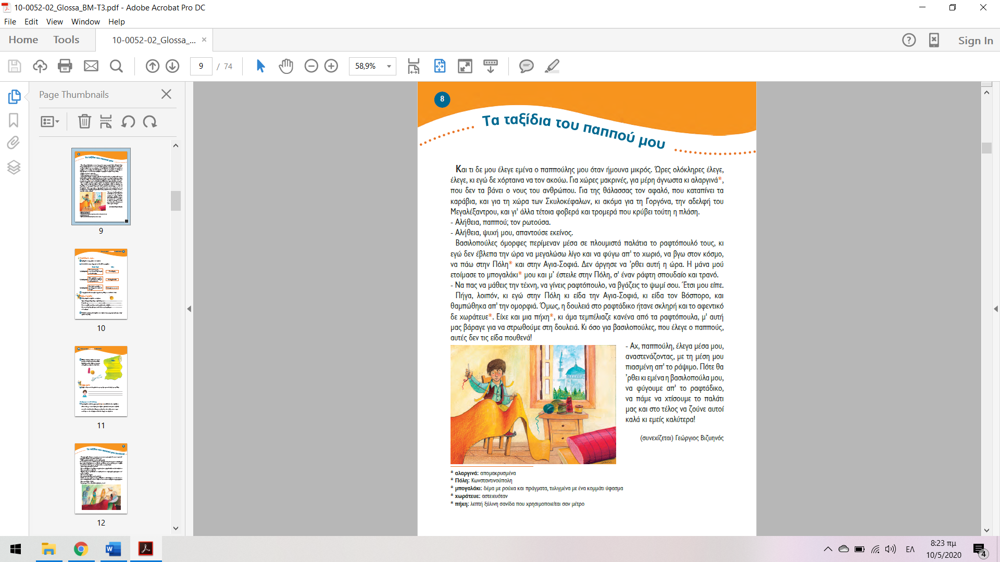 10-0052-02_Glossa_BM-T3.pdf - Adobe Acrobat Pro DC
File Edit View Window Help
Home Tools 10-0052-02_Glossa_... × Sign In
9 / 74 58,9%
Page Thumbnails
9
10
11
12
8
Τα ταξίδια του παππού μου
Και τι δε μου έλεγε εμένα ο παππούλης μου όταν ήμουνα μικρός. Ώρες ολόκληρες έλεγε,
έλεγε, κι εγώ δε χόρταινα να τον ακούω. Για χώρες μακρινές, για μέρη άγνωστα κι αλαργινά*,
που δεν τα βάνει ο νους του ανθρώπου. Για της θάλασσας τον αφαλό, που καταπίνει τα
καράβια, και για τη χώρα των Σκυλοκέφαλων, κι ακόμα για τη Γοργόνα, την αδελφή του
Μεγαλέξαντρου, και γι' άλλα τέτοια φοβερά και τρομερά που κρύβει τούτη η πλάση.
- Αλήθεια, παππού; τον ρωτούσα.
- Αλήθεια, ψυχή μου, απαντούσε εκείνος.
Βασιλοπούλες όμορφες περίμεναν μέσα σε πλουμιστά παλάτια το ραφτόπουλό τους, κι
εγώ δεν έβλεπα την ώρα να μεγαλώσω λίγο και να φύγω απ' το χωριό, να βγω στον κόσμο,
να πάω στην Πόλη* και στην Αγια-Σοφιά. Δεν άργησε να ’ρθει αυτή η ώρα. Η μάνα μού
ετοίμασε το μπογαλάκι* μου και μ’ έστειλε στην Πόλη, σ' έναν ράφτη σπουδαίο και τρανό.
- Να πας να μάθεις την τέχνη, να γίνεις ραφτόπουλο, να βγάζεις το ψωμί σου. Έτσι μου είπε.
Πήγα, λοιπόν, κι εγώ στην Πόλη κι είδα την Αγια-Σοφιά, κι είδα τον Βόσπορο, και
θαμπώθηκα απ' την ομορφιά. Όμως, η δουλειά στο ραφτάδικο ήτανε σκληρή και το αφεντικό
δε χωράτευε*. Είχε και μια πήχη*, κι άμα τεμπέλιαζε κανένα από τα ραφτόπουλα, μ' αυτή
μας βάραγε για να στρωθούμε στη δουλειά. Κι όσο για βασιλοπούλες, που έλεγε ο παππούς,
αυτές δεν τις είδα πουθενά!
- Αχ, παππούλη, έλεγα μέσα μου,
αναστενάζοντας, με τη μέση μου
πιασμένη απ' το ράψιμο. Πότε θα
’ρθει κι εμένα η βασιλοπούλα μου,
να φύγουμε απ' το ραφτάδικο,
να πάμε να χτίσουμε το παλάτι
μας και στο τέλος να ζούνε αυτοί
καλά κι εμείς καλύτερα!
(συνεχίζεται) Γεώργιος Βιζυηνός
* αλαργινά: απομακρυσμένα
* Πόλη: Κωνσταντινούπολη
* μπογαλάκι: δέμα με ρούχα και πράγματα, τυλιγμένα με ένα κομμάτι ύφασμα
* χωράτευε: αστειευόταν
* πήχη: λεπτή ξύλινη σανίδα που χρησιμοποιείται σαν μέτρο
ΕΛ
8:23 πμ
10/5/2020
4